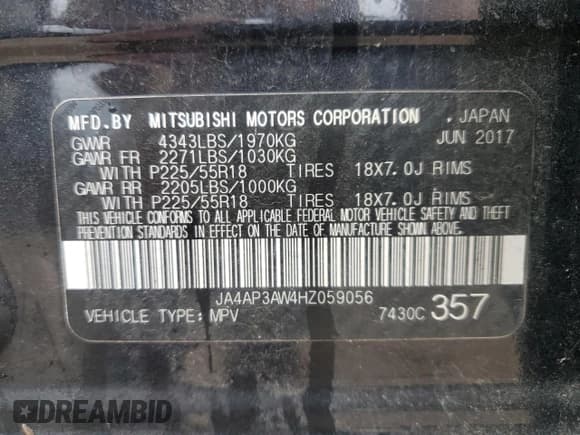 MFD.BY MITSUBISHI MOTORS CORPORATION . JAPAN
GVWR 4343LBS/1970KG JUN 2017
GAWR FR 2271LBS/1030KG
WITH P225/55R18 TIRES 18X7.0J RIMS
GAWR RR 2205LBS/1000KG
WITH P225/55R18 TIRES 18X7.0J RIMS
THIS VEHICLE CONFORMS TO ALL APPLICABLE FEDERAL MOTOR VEHICLE SAFETY AND THEFT
PREVENTION STANDARDS IN EFFECT ON THE DATE OF MANUFACTURE SHOWN ABOVE.
JA4AP3AW4HZ059056
VEHICLE TYPE:MPV 7430C 357
DREAMBID